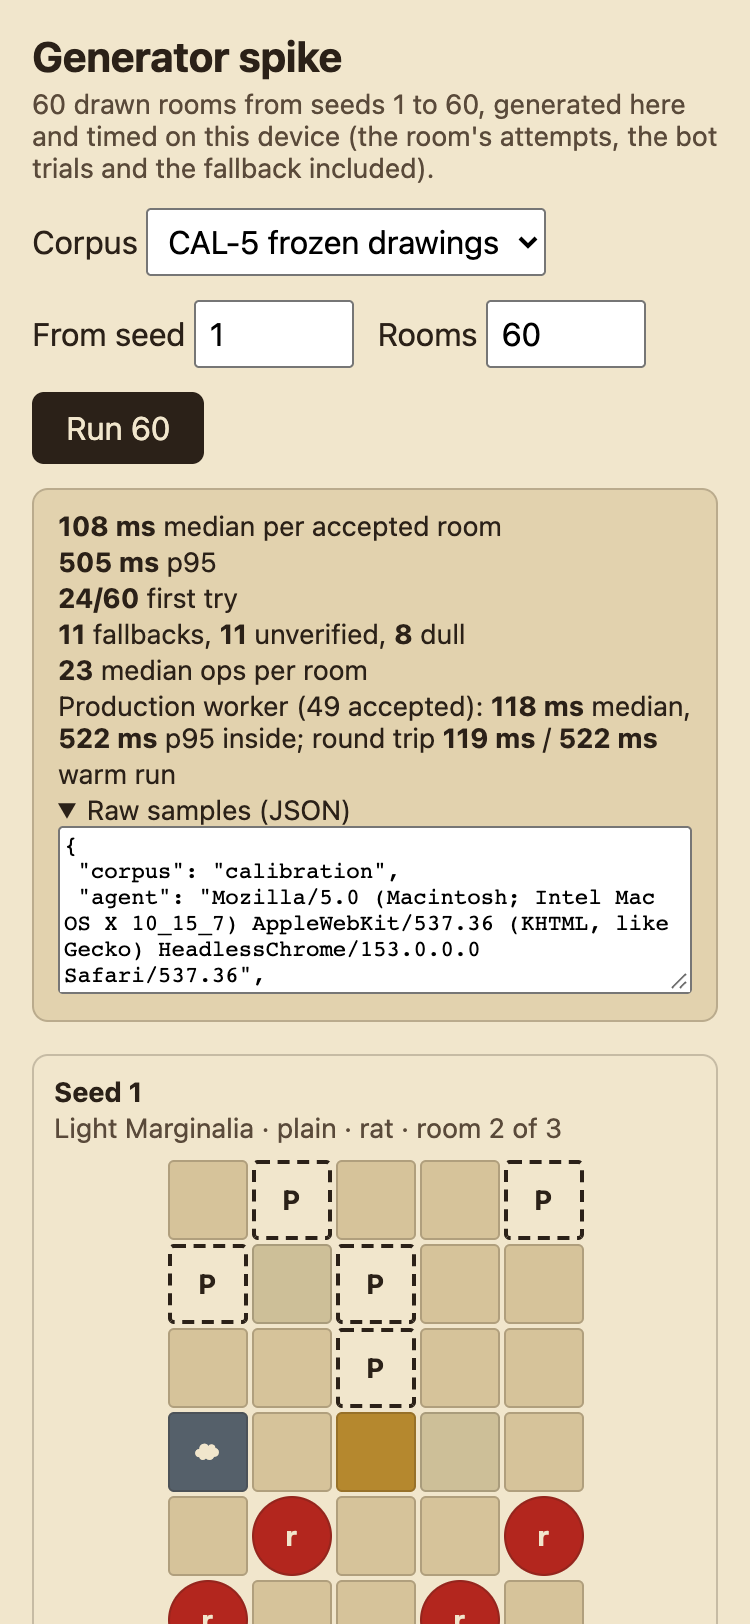 Generator spike
60 drawn rooms from seeds 1 to 60, generated here
and timed on this device (the room's attempts, the bot
trials and the fallback included).
Corpus CAL-5 frozen drawings
From seed 1 Rooms 60
Run 60
108 ms median per accepted room
505 ms p95
24/60 first try
11 fallbacks, 11 unverified, 8 dull
23 median ops per room
Production worker (49 accepted): 118 ms median,
522 ms p95 inside; round trip 119 ms / 522 ms
warm run
▼ Raw samples (JSON)
{
"corpus": "calibration",
"agent": "Mozilla/5.0 (Macintosh; Intel Mac
OS X 10_15_7) AppleWebKit/537.36 (KHTML, like
Gecko) HeadlessChrome/153.0.0.0
Safari/537.36",
Seed 1
Light Marginalia · plain · rat · room 2 of 3
P P
P P
P
r r
r r